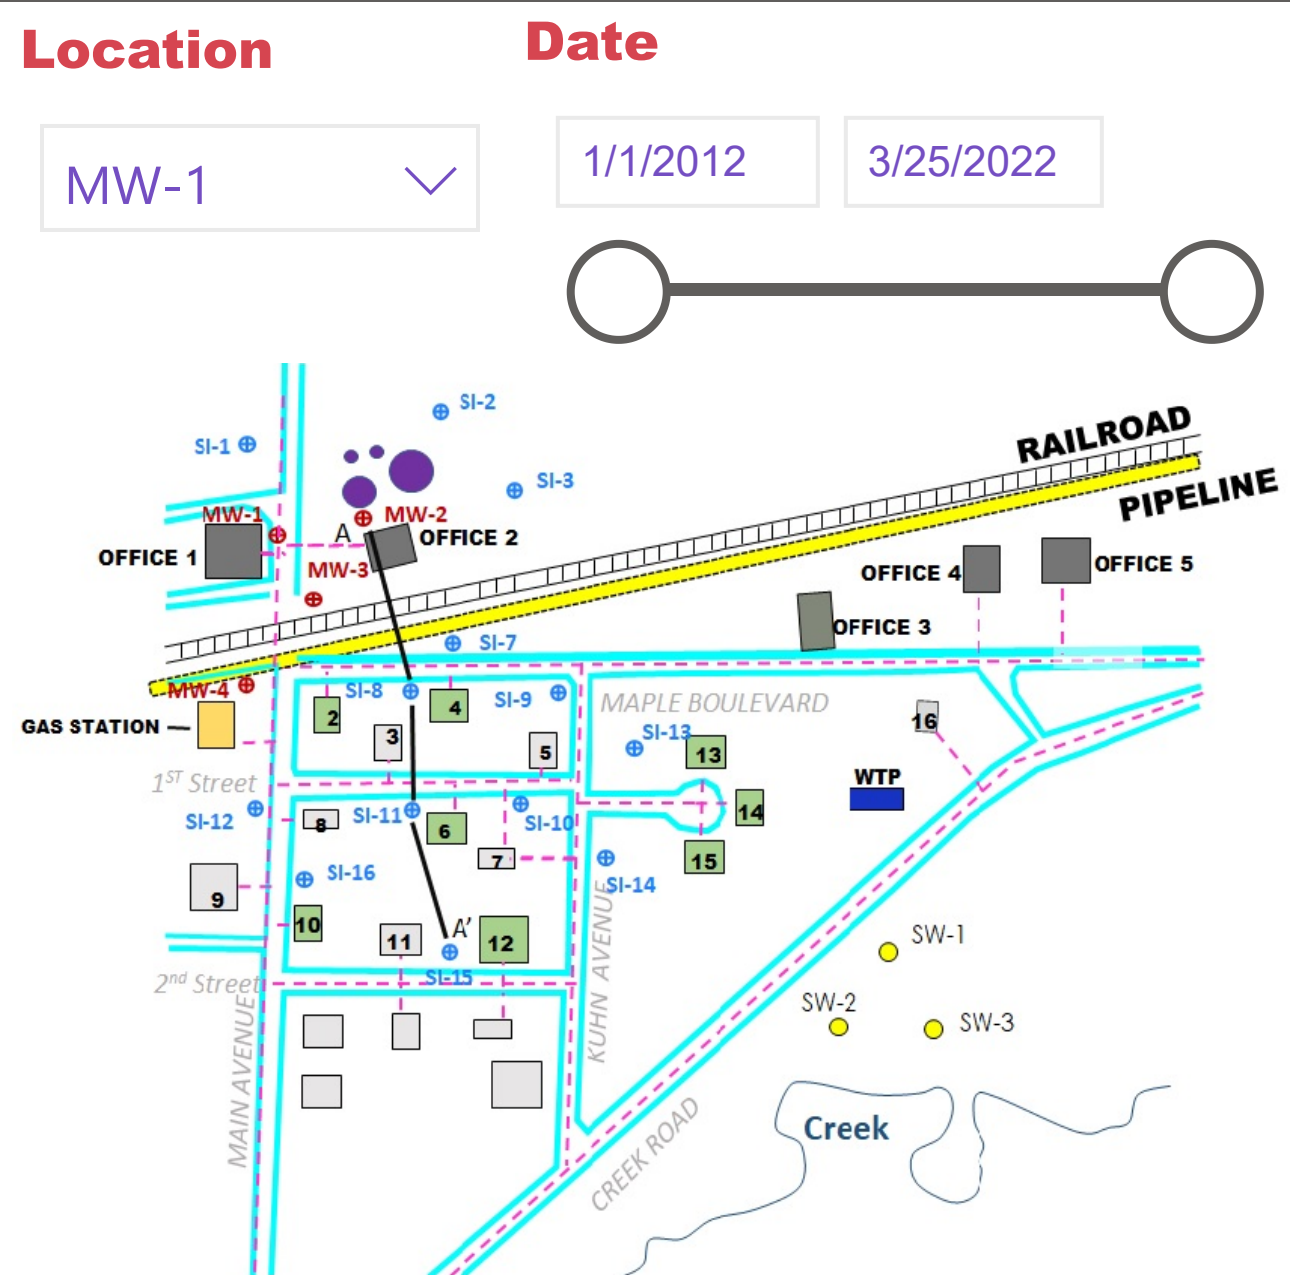 Location
Date
MW-1
1/1/2012
3/25/2022
SI-2
SI-1
SI-3
RAILROAD
PIPELINE
MW-1
MW-2
A
OFFICE 2
OFFICE 1
MW-3
OFFICE 4
OFFICE 5
OFFICE 3
SI-7
MW-4
SI-8
SI-9
MAPLE BOULEVARD
2
4
16
GAS STATION
3
5
SI-13
13
1ST Street
WTP
SI-12
8
SI-11
6
SI-10
14
7
15
SI-16
SI-14
9
10
11
A’
12
SW-1
SI-15
2nd Street
SW-2
SW-3
MAIN AVENUE
KUHN AVENUE
CREEK ROAD
Creek